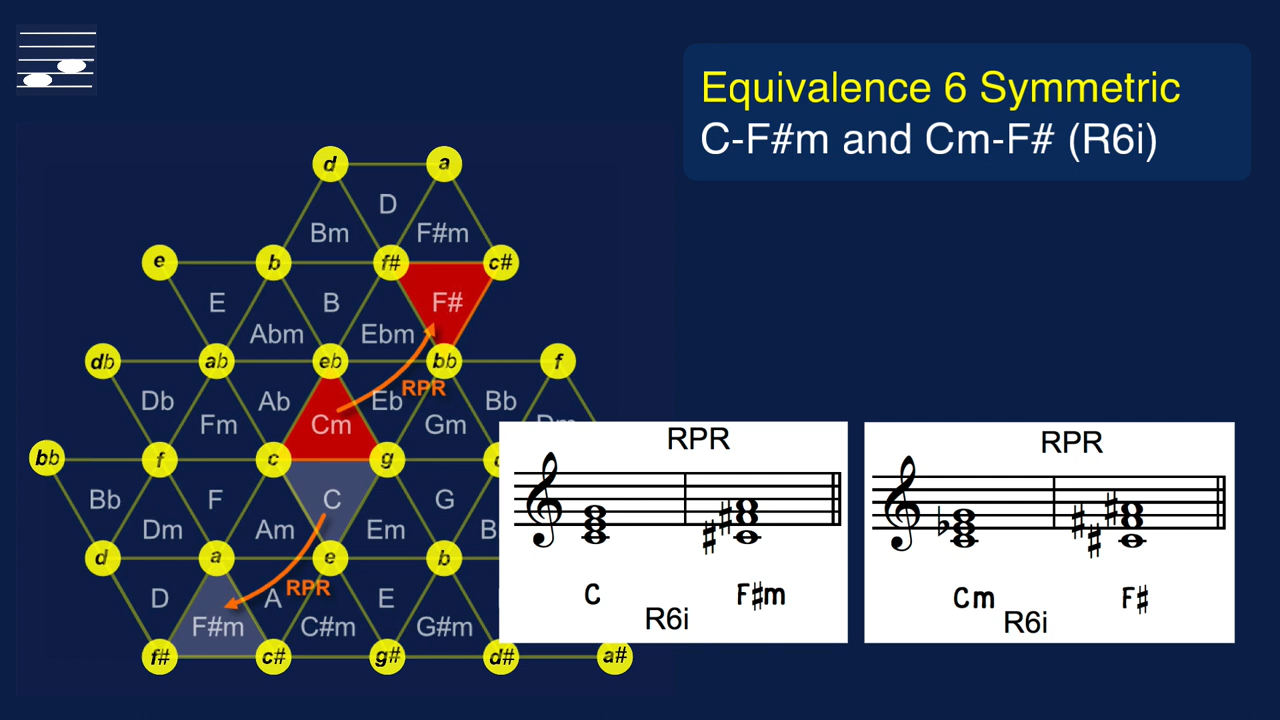 Equivalence 6 Symmetric
C-F#m and Cm-F# (R6i)
d a
D
Bm F#m
e b f# c#
E B F#
Abm Ebm
db ab eb bb f
RPR
Db Ab Eb Bb
Fm Cm Gm Dm
bb f c g
Bb F C G
Dm Am Em B
d a e b
RPR
D A E
F#m C#m G#m
f# c# g# d# a#
RPR
C F♯m
R6i
RPR
Cm F♯
R6i